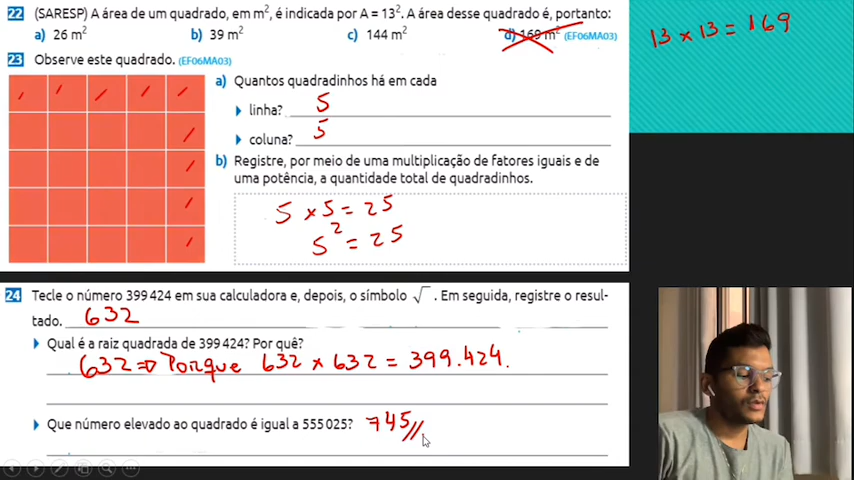 22 (SARESP) A área de um quadrado, em m², é indicada por A = 13². A área desse quadrado é, portanto:
a) 26 m² b) 39 m² c) 144 m² d) 169 m² (EF06MA03)
13 × 13 = 169
23 Observe este quadrado. (EF06MA03)
a) Quantos quadradinhos há em cada
linha? 5
coluna? 5
b) Registre, por meio de uma multiplicação de fatores iguais e de
uma potência, a quantidade total de quadradinhos.
5 × 5 = 25
5² = 25
24 Tecle o número 399 424 em sua calculadora e, depois, o símbolo √ . Em seguida, registre o resul-
tado. 632
Qual é a raiz quadrada de 399 424? Por quê?
632 ⇒ Porque 632 × 632 = 399.424.
Que número elevado ao quadrado é igual a 555 025? 745//